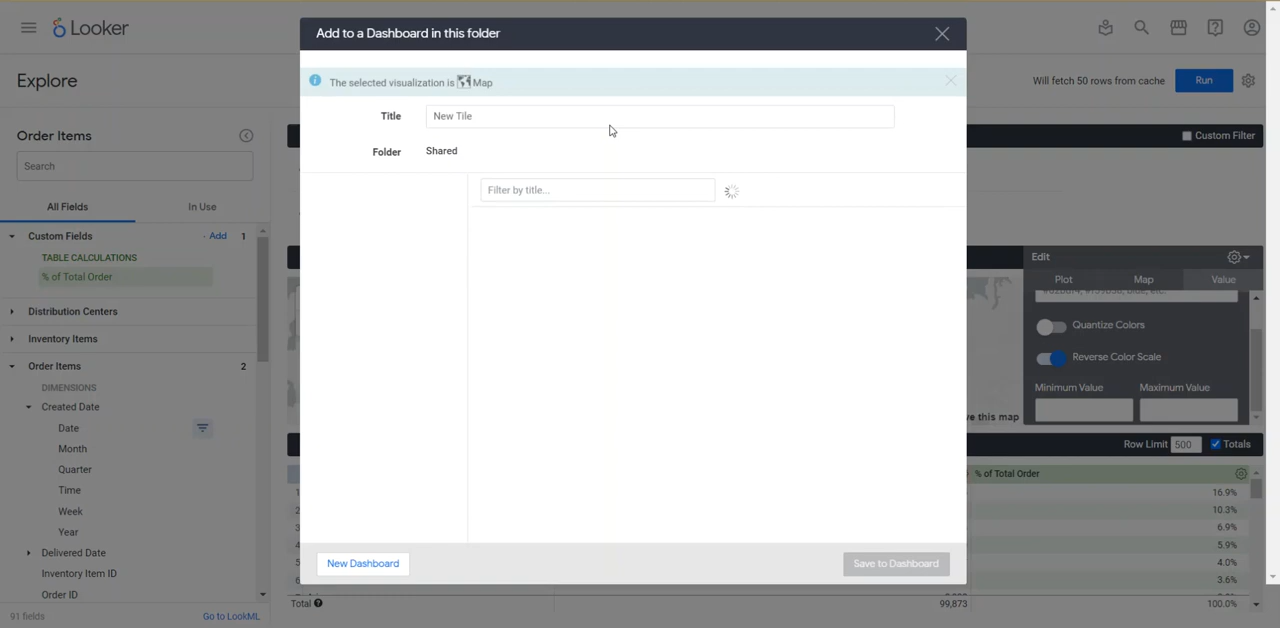 Looker
Add to a Dashboard in this folder
Explore
Will fetch 50 rows from cache
Run
The selected visualization is Map
Title
New Tile
Folder
Shared
Filter by title...
Order Items
Search
All Fields
In Use
Custom Filter
Custom Fields
Add
1
TABLE CALCULATIONS
% of Total Order
Distribution Centers
Inventory Items
Order Items
2
DIMENSIONS
Created Date
Date
Month
Quarter
Time
Week
Year
Delivered Date
Inventory Item ID
Order ID
91 fields
Go to LookML
Edit
Plot
Map
Value
Quantize Colors
Reverse Color Scale
Minimum Value
Maximum Value
ve this map
Row Limit
500
Totals
% of Total Order
16.9%
10.3%
6.9%
5.9%
4.0%
3.6%
New Dashboard
Save to Dashboard
Total
99,873
100.0%